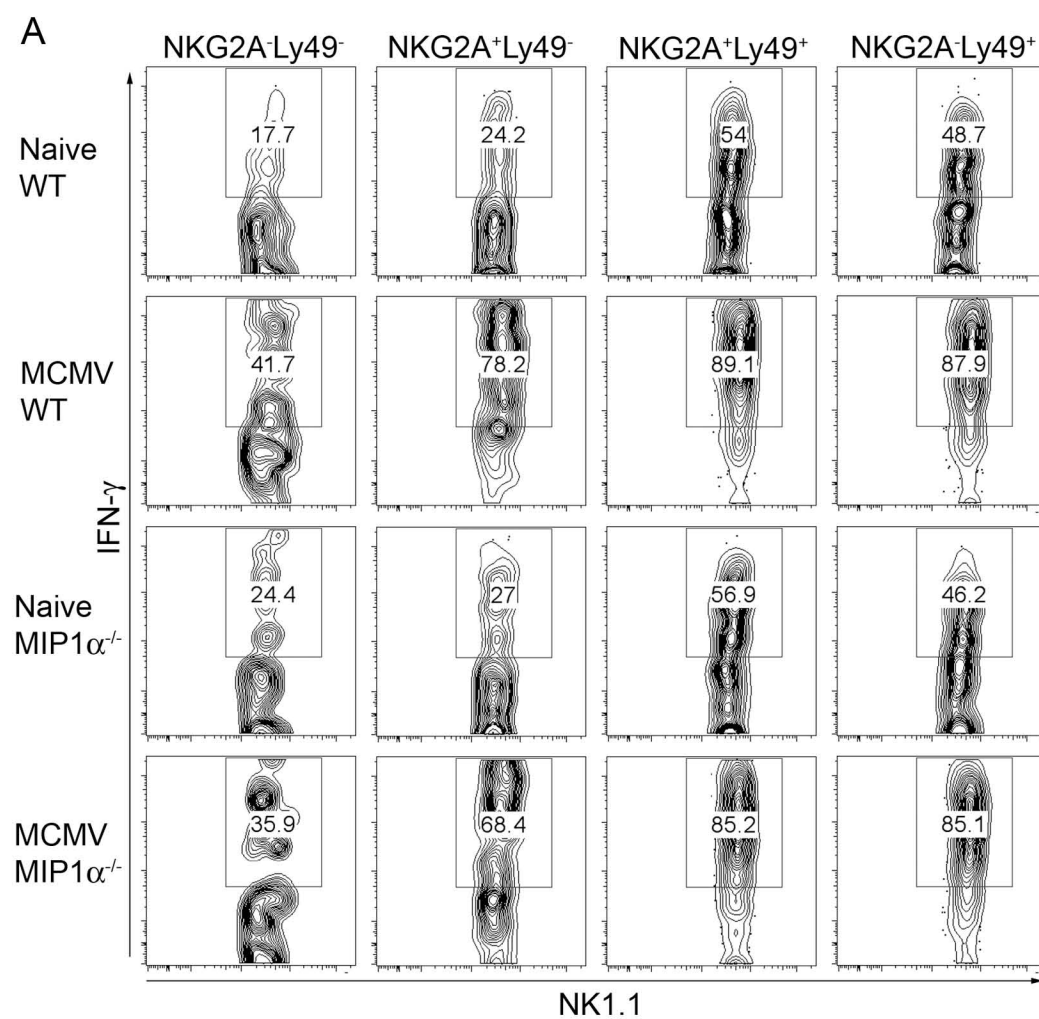 A
NKG2A⁻Ly49⁻ NKG2A⁺Ly49⁻ NKG2A⁺Ly49⁺ NKG2A⁻Ly49⁺
Naive
WT
17.7 24.2 54 48.7
MCMV
WT
41.7 78.2 89.1 87.9
IFN-γ
Naive
MIP1α⁻/⁻
24.4 27 56.9 46.2
MCMV
MIP1α⁻/⁻
35.9 68.4 85.2 85.1
NK1.1